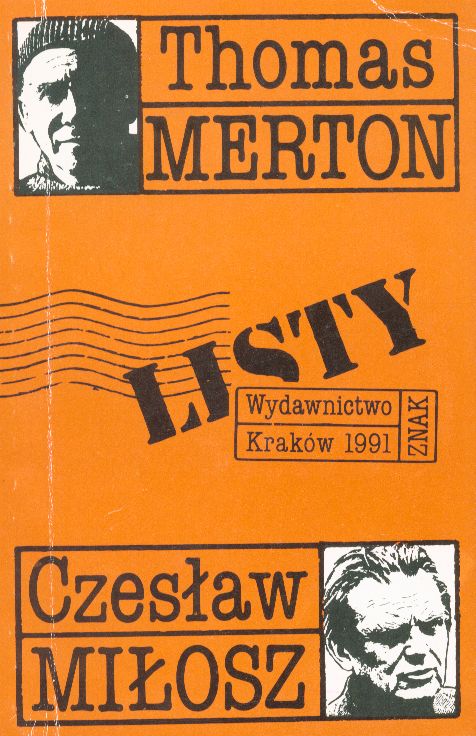 Thomas
MERTON
LISTY
Wydawnictwo
Kraków 1991
ZNAK
Czesław
MIŁOSZ